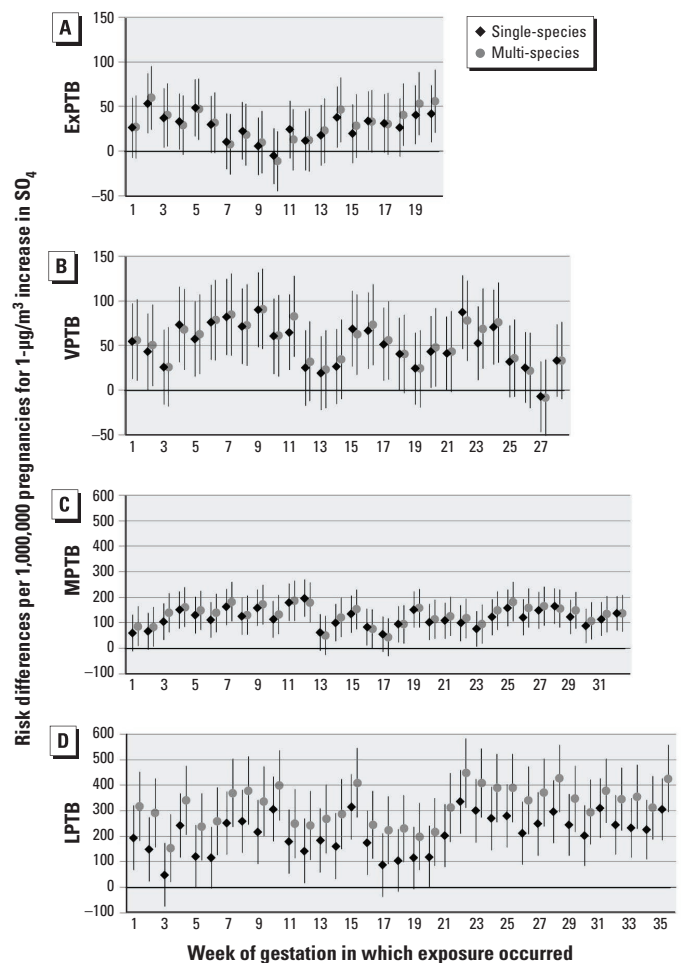 Single-species
Multi-species
Risk differences per 1,000,000 pregnancies for 1-μg/m³ increase in SO₄
A
ExPTB
150
100
50
0
–50
1 3 5 7 9 11 13 15 17 19
B
VPTB
150
100
50
0
–50
1 3 5 7 9 11 13 15 17 19 21 23 25 27
C
MPTB
600
500
400
300
200
100
0
–100
1 3 5 7 9 11 13 15 17 19 21 23 25 27 29 31
D
LPTB
600
500
400
300
200
100
0
–100
1 3 5 7 9 11 13 15 17 19 21 23 25 27 29 31 33 35
Week of gestation in which exposure occurred